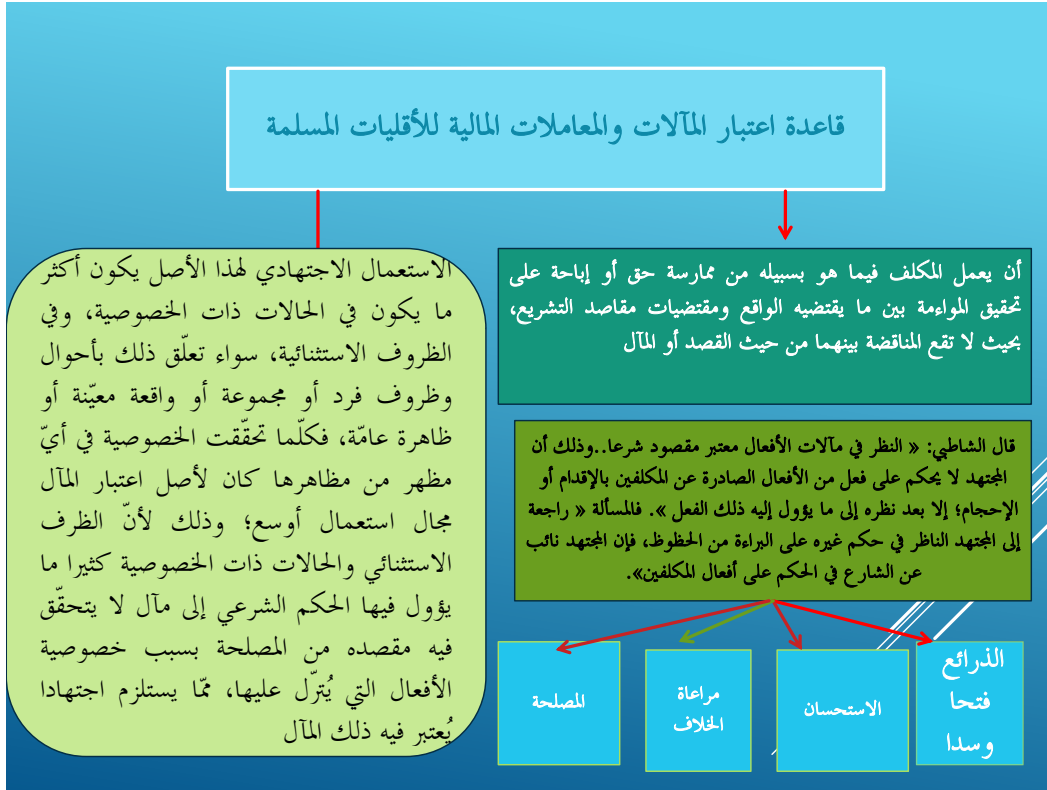 قاعدة اعتبار المآلات والمعاملات المالية للأقليات المسلمة
أن يعمل المكلف فيما هو بسبيله من ممارسة حق أو إباحة على
تحقيق المواءمة بين ما يقتضيه الواقع ومقتضيات مقاصد التشريع،
بحيث لا تقع المناقضة بينهما من حيث القصد أو المآل
قال الشاطبي: « النظر في مآلات الأفعال معتبر مقصود شرعا..وذلك أن
المجتهد لا يحكم على فعل من الأفعال الصادرة عن المكلفين بالإقدام أو
الإحجام؛ إلا بعد نظره إلى ما يؤول إليه ذلك الفعل ». فالمسألة « راجعة
إلى المجتهد الناظر في حكم غيره على البراءة من الحظوظ، فإن المجتهد نائب
عن الشارع في الحكم على أفعال المكلفين».
الذرائع
فتحا
وسدا
الاستحسان
مراعاة
الخلاف
المصلحة
الاستعمال الاجتهادي لهذا الأصل يكون أكثر
ما يكون في الحالات ذات الخصوصية، وفي
الظروف الاستثنائية، سواء تعلّق ذلك بأحوال
وظروف فرد أو مجموعة أو واقعة معيّنة أو
ظاهرة عامّة، فكلّما تحقّقت الخصوصية في أيّ
مظهر من مظاهرها كان لأصل اعتبار المآل
مجال استعمال أوسع؛ وذلك لأنّ الظرف
الاستثنائي والحالات ذات الخصوصية كثيرا ما
يؤول فيها الحكم الشرعي إلى مآل لا يتحقّق
فيه مقصده من المصلحة بسبب خصوصية
الأفعال التي يُنزّل عليها، ممّا يستلزم اجتهادا
يُعتبر فيه ذلك المآل